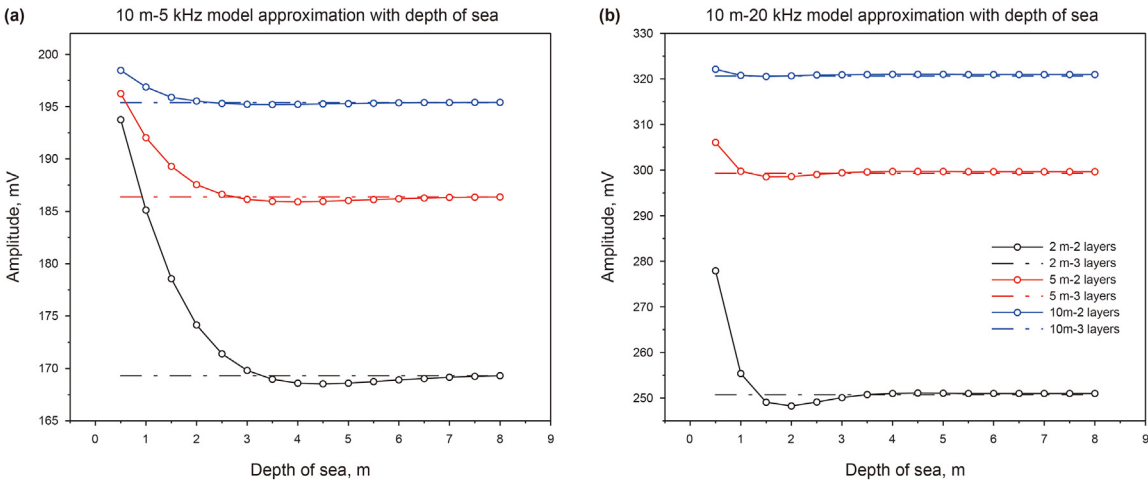 (a)
10 m-5 kHz model approximation with depth of sea
Amplitude, mV
200
195
190
185
180
175
170
165
0 1 2 3 4 5 6 7 8 9
Depth of sea, m
(b)
10 m-20 kHz model approximation with depth of sea
Amplitude, mV
330
320
310
300
290
280
270
260
250
0 1 2 3 4 5 6 7 8 9
Depth of sea, m
2 m-2 layers
2 m-3 layers
5 m-2 layers
5 m-3 layers
10m-2 layers
10m-3 layers